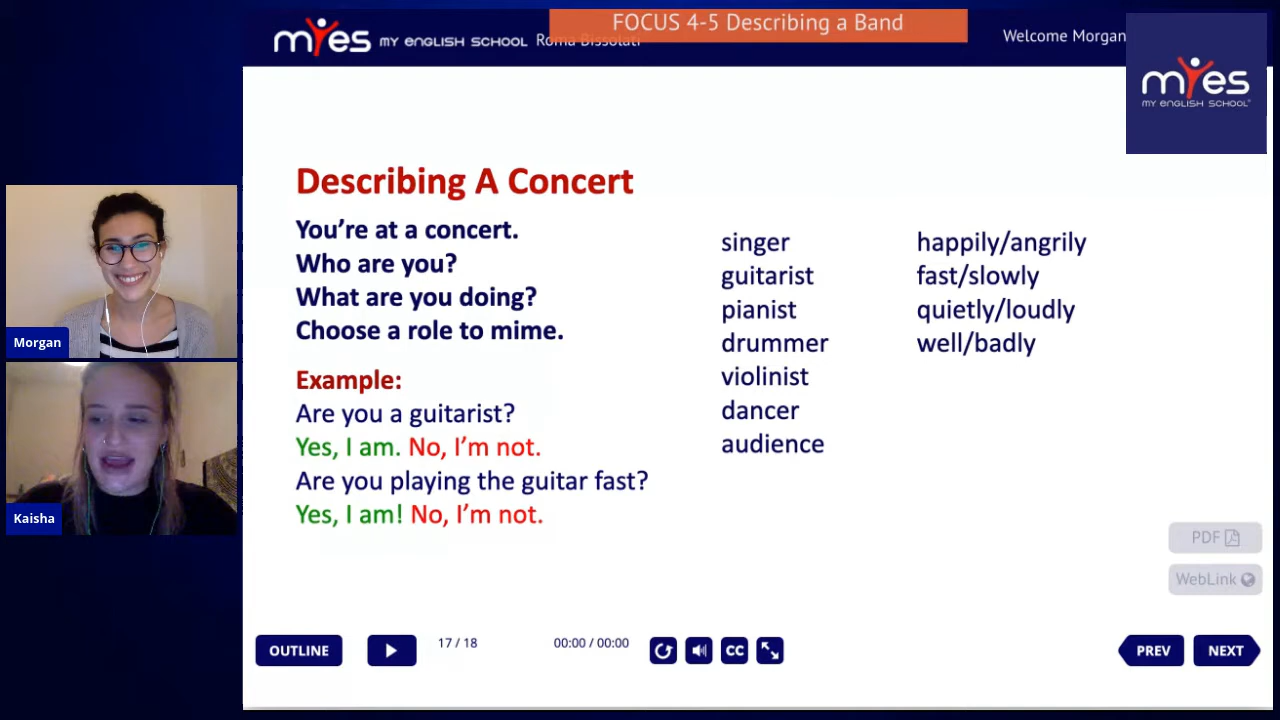 FOCUS 4-5 Describing a Band
myes MY ENGLISH SCHOOL Roma Bissolati
Welcome Morgan
myes
MY ENGLISH SCHOOL
Describing A Concert
You're at a concert.
Who are you?
What are you doing?
Choose a role to mime.
Example:
Are you a guitarist?
Yes, I am. No, I'm not.
Are you playing the guitar fast?
Yes, I am! No, I'm not.
singer
guitarist
pianist
drummer
violinist
dancer
audience
happily/angrily
fast/slowly
quietly/loudly
well/badly
Morgan
Kaisha
PDF
WebLink
OUTLINE
17 / 18
00:00 / 00:00
CC
PREV
NEXT